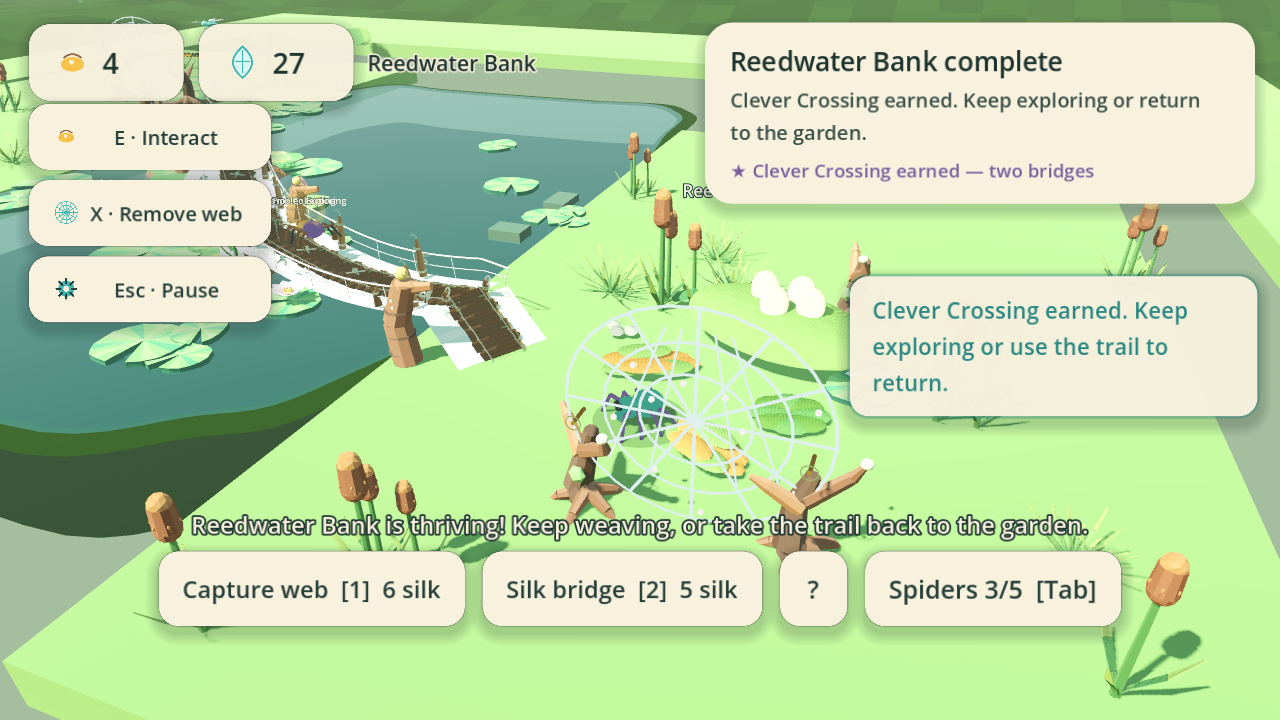 4
27
Reedwater Bank
E · Interact
X · Remove web
Esc · Pause
Reedwater Bank complete
Clever Crossing earned. Keep exploring or return
to the garden.
★ Clever Crossing earned — two bridges
Ree
Clever Crossing earned. Keep
exploring or use the trail to
return.
Reedwater Bank is thriving! Keep weaving, or take the trail back to the garden.
Capture web [1] 6 silk
Silk bridge [2] 5 silk
?
Spiders 3/5 [Tab]